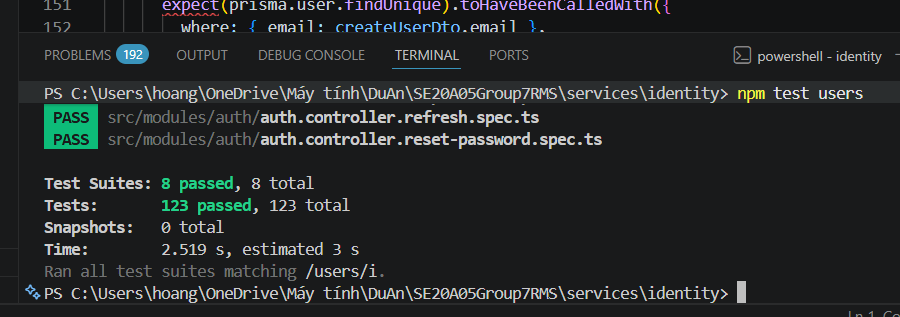 151 expect(prisma.user.findUnique).toHaveBeenCalledWith({
152 where: { email: createUserDto.email },
PROBLEMS 192 OUTPUT DEBUG CONSOLE TERMINAL PORTS powershell - identity
PS C:\Users\hoang\OneDrive\Máy tính\DuAn\SE20A05Group7RMS\services\identity> npm test users
PASS src/modules/auth/auth.controller.refresh.spec.ts
PASS src/modules/auth/auth.controller.reset-password.spec.ts
Test Suites: 8 passed, 8 total
Tests: 123 passed, 123 total
Snapshots: 0 total
Time: 2.519 s, estimated 3 s
Ran all test suites matching /users/i.
PS C:\Users\hoang\OneDrive\Máy tính\DuAn\SE20A05Group7RMS\services\identity>